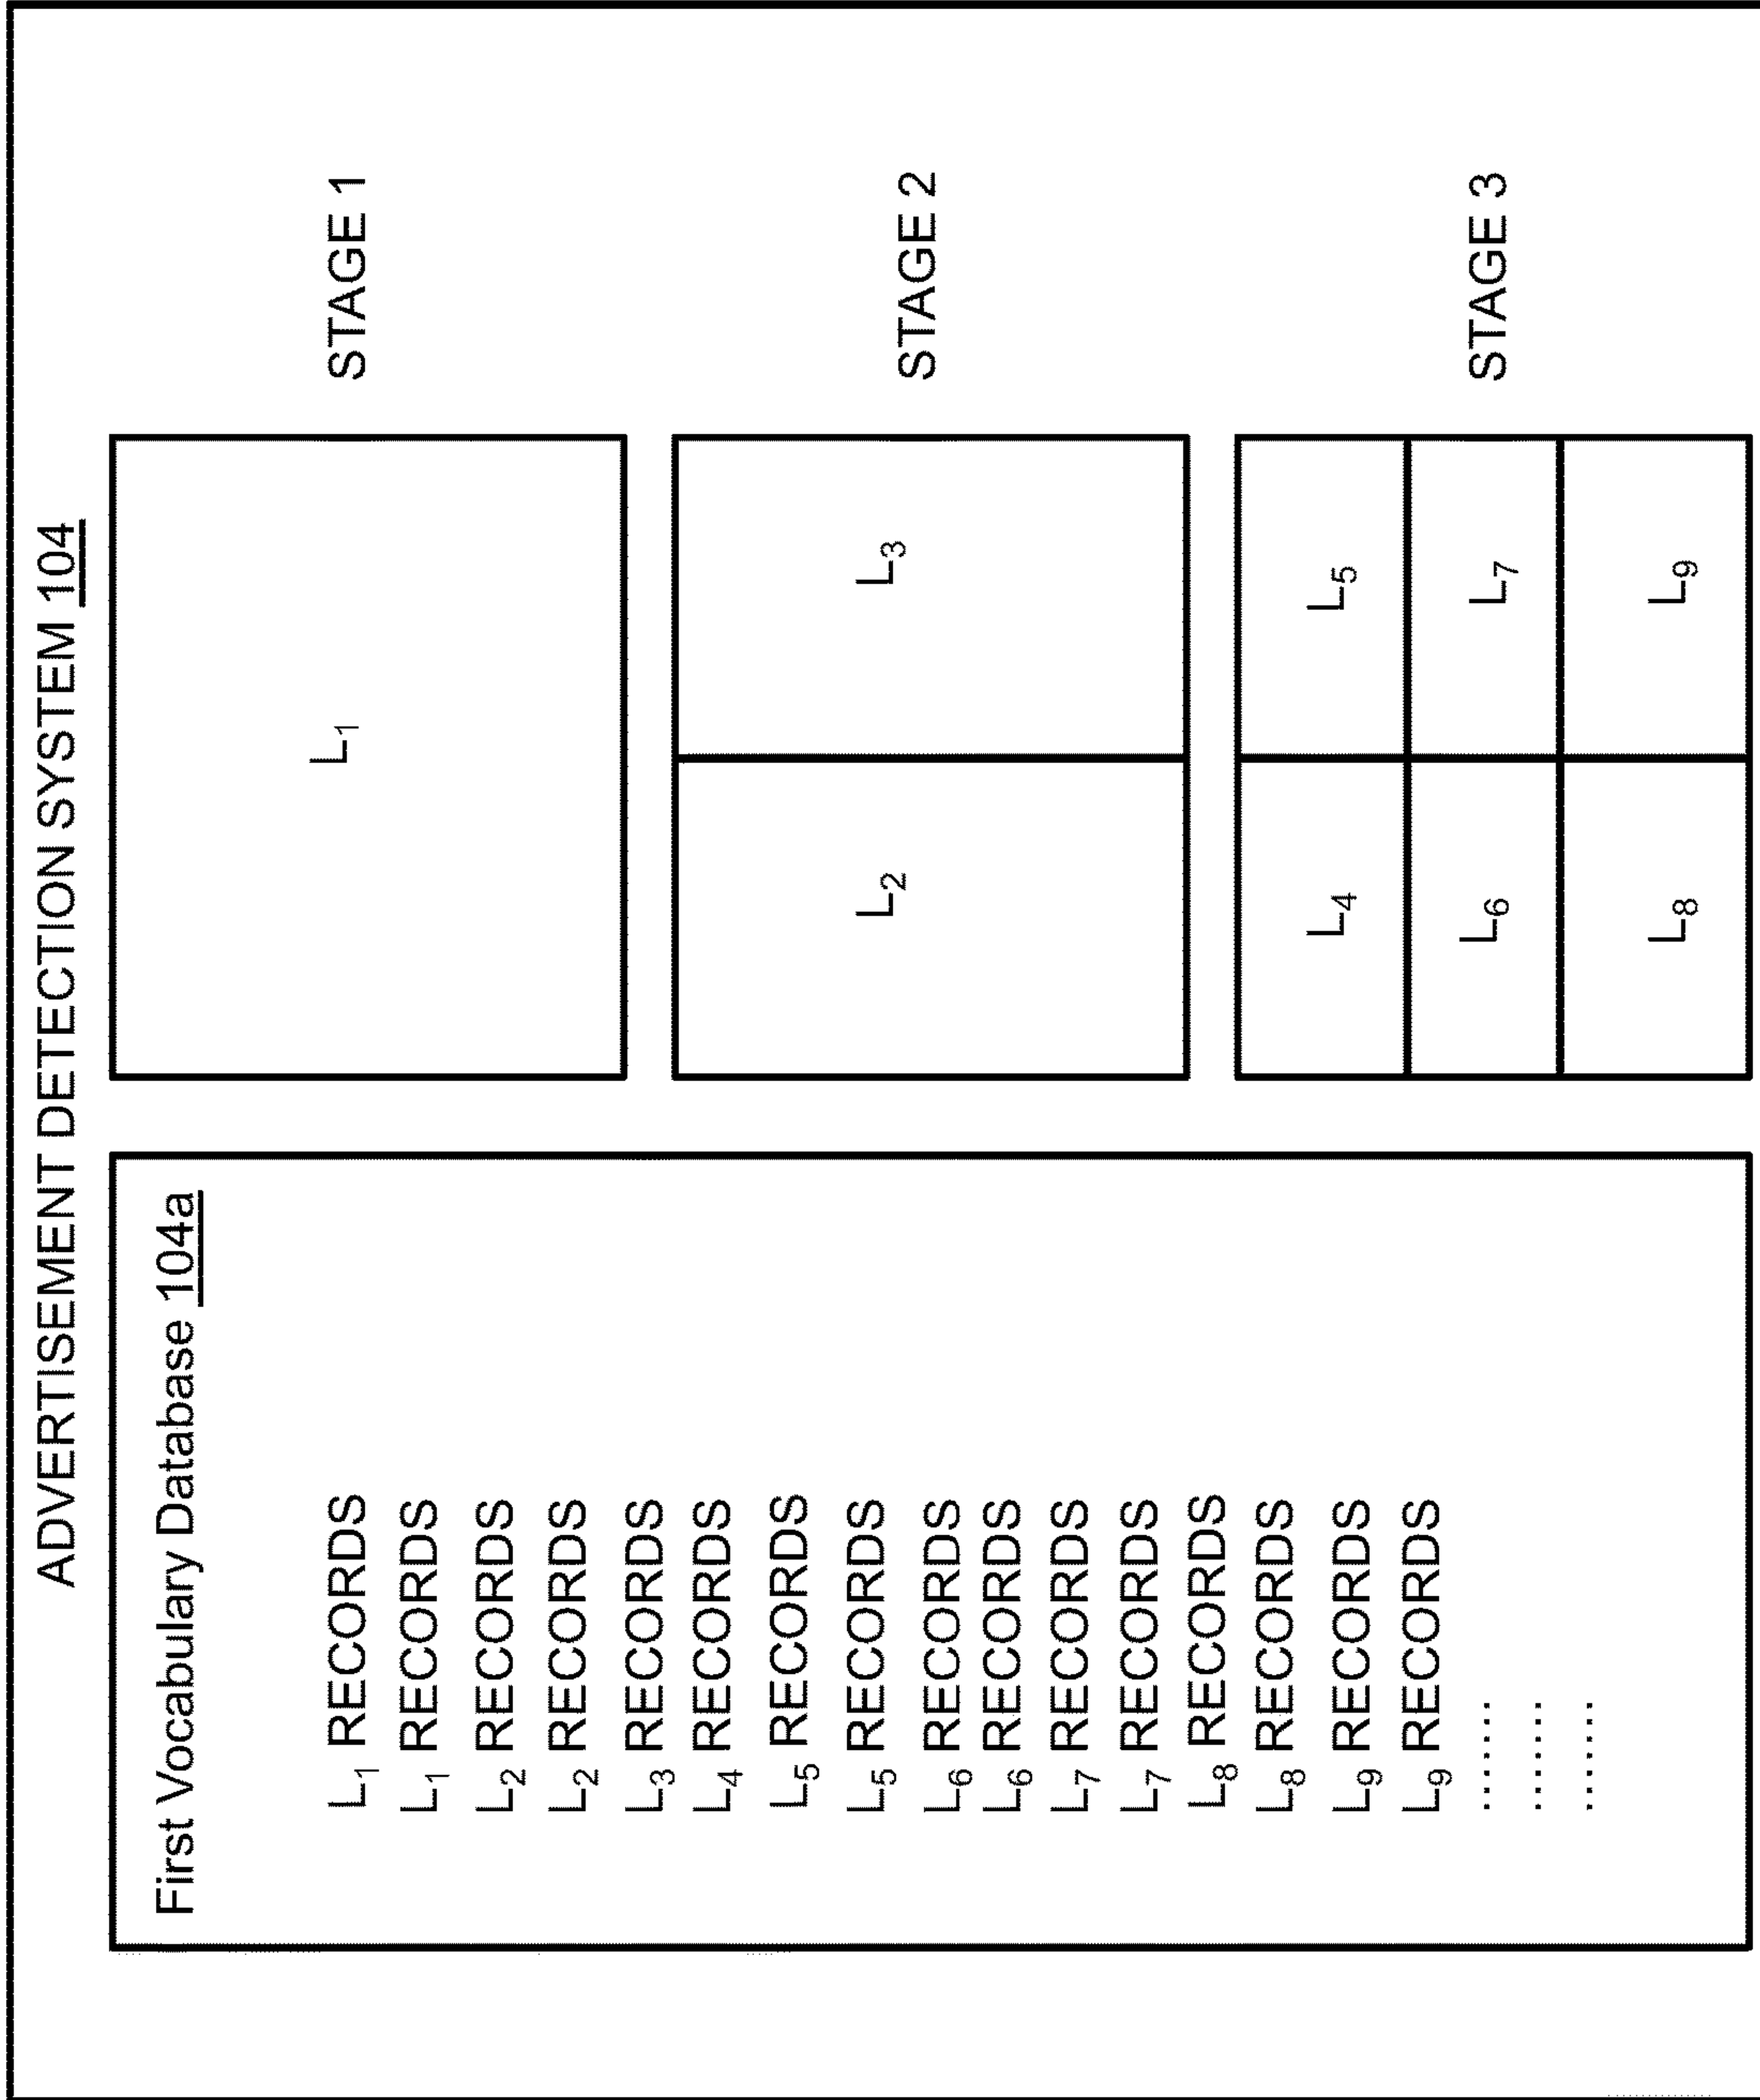 ADVERTISEMENT DETECTION SYSTEM 104
First Vocabulary Database 104a
L₁ RECORDS
L₁ RECORDS
L₂ RECORDS
L₂ RECORDS
L₃ RECORDS
L₄ RECORDS
L₅ RECORDS
L₅ RECORDS
L₆ RECORDS
L₆ RECORDS
L₇ RECORDS
L₇ RECORDS
L₈ RECORDS
L₈ RECORDS
L₉ RECORDS
L₉ RECORDS
......
......
......
L₁
STAGE 1
L₂ L₃
STAGE 2
L₄ L₅
L₆ L₇
L₈ L₉
STAGE 3